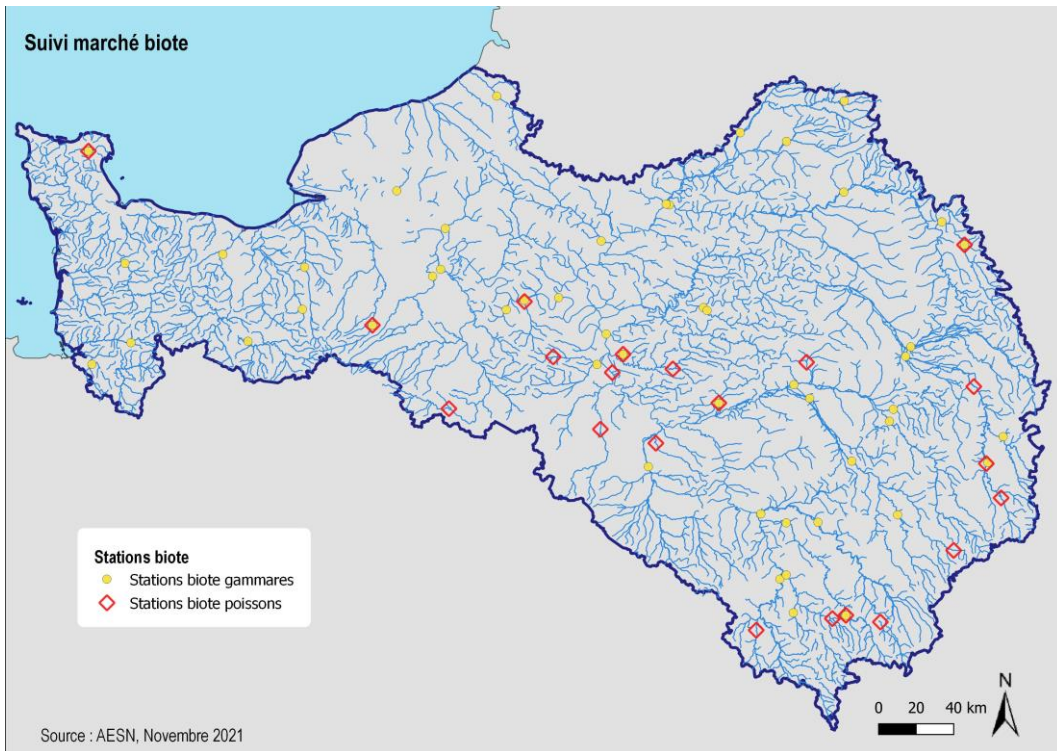 Suivi marché biote
Stations biote
Stations biote gammares
Stations biote poissons
N
0 20 40 km
Source : AESN, Novembre 2021